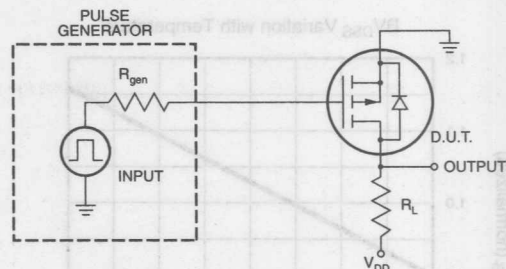 PULSE
GENERATOR
R_gen
INPUT
D.U.T.
OUTPUT
R_L
V_DD